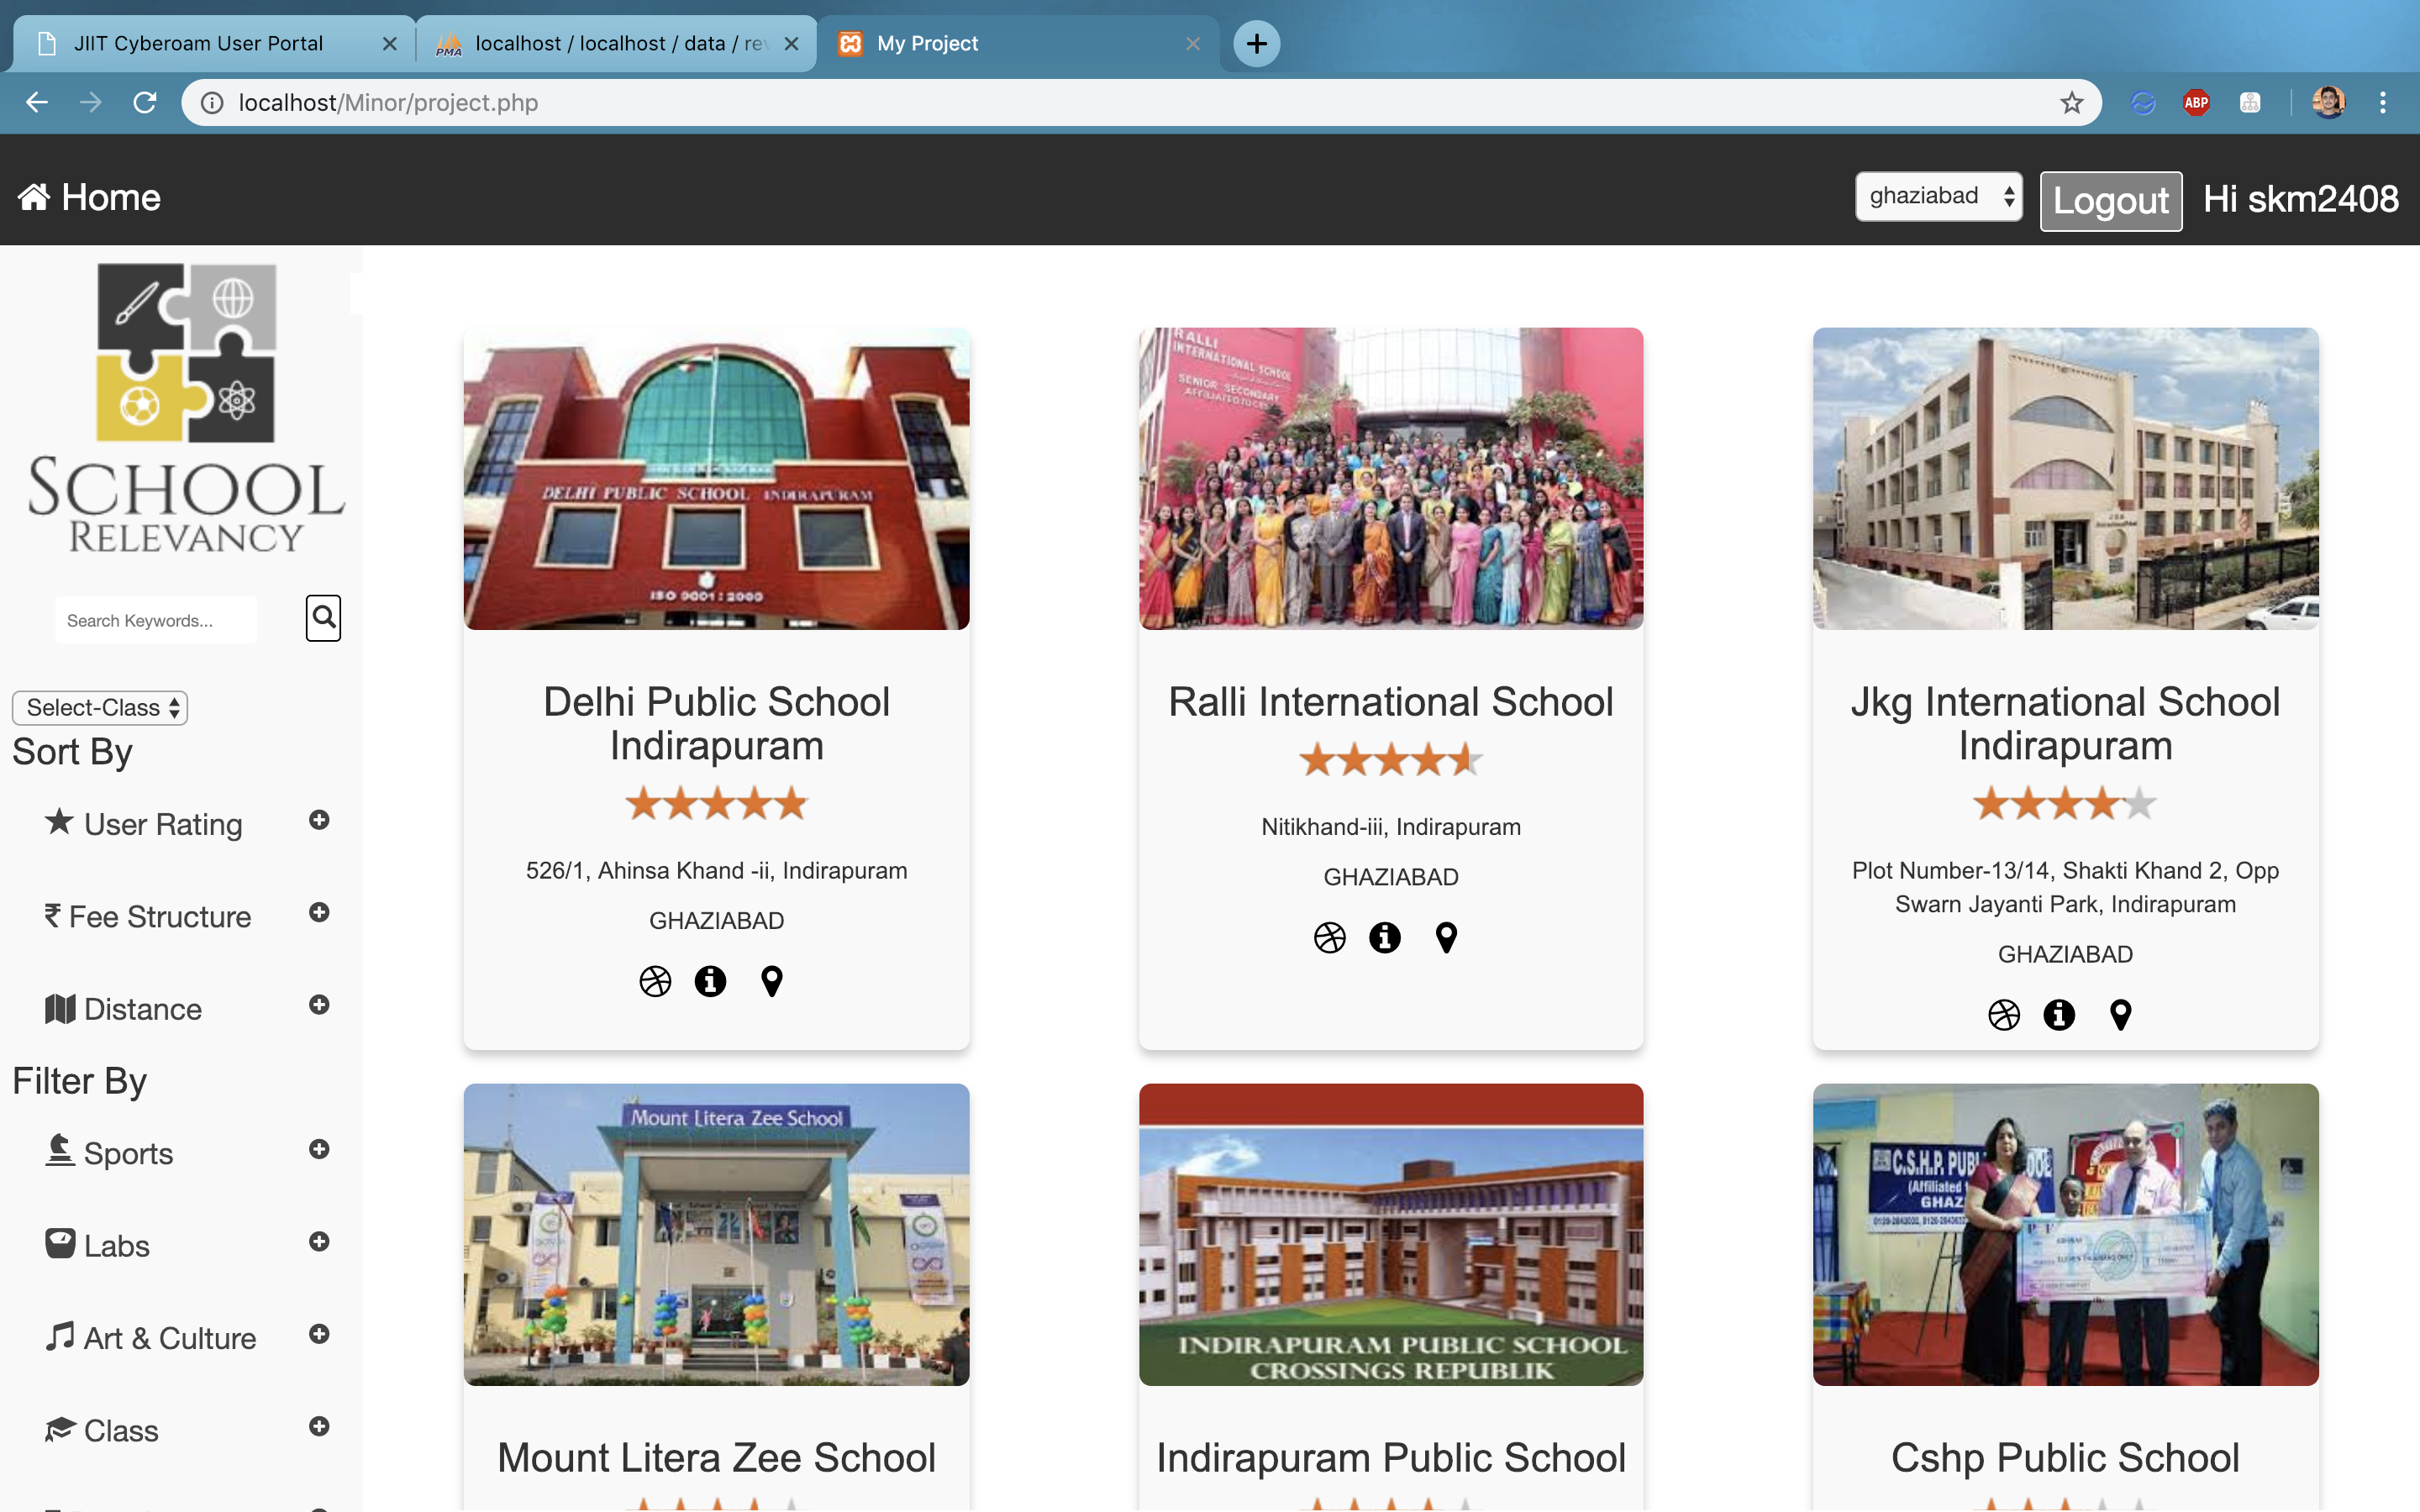 JIIT Cyberoam User Portal
localhost / localhost / data / rev
My Project
localhost/Minor/project.php
ABP
Home
ghaziabad
Logout
Hi skm2408
SCHOOL
RELEVANCY
Search Keywords...
Select-Class
Sort By
User Rating
₹ Fee Structure
Distance
Filter By
Sports
Labs
Art & Culture
Class
DELHI PUBLIC SCHOOL INDIRAPURAM
ISO 9001 : 2000
Delhi Public School
Indirapuram
526/1, Ahinsa Khand -ii, Indirapuram
GHAZIABAD
RALLI
INTERNATIONAL SCHOOL
SENIOR SECONDARY
AFFILIATED TO
Ralli International School
Nitikhand-iii, Indirapuram
GHAZIABAD
Jkg International School
Indirapuram
Plot Number-13/14, Shakti Khand 2, Opp
Swarn Jayanti Park, Indirapuram
GHAZIABAD
Mount Litera Zee School
Mount Litera Zee School
INDIRAPURAM PUBLIC SCHOOL
CROSSINGS REPUBLIK
Indirapuram Public School
C.S.H.P. PUBL
(Affiliated
GHAZ
Cshp Public School